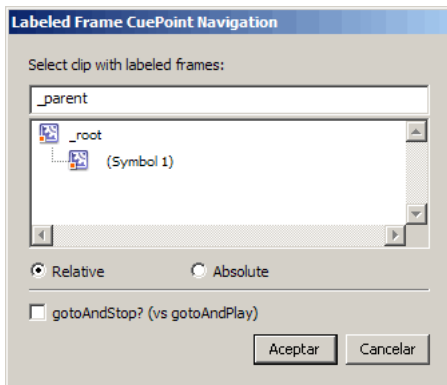 Labeled Frame CuePoint Navigation
Select clip with labeled frames:
_parent
_root
(Symbol 1)
Relative Absolute
gotoAndStop? (vs gotoAndPlay)
Aceptar Cancelar